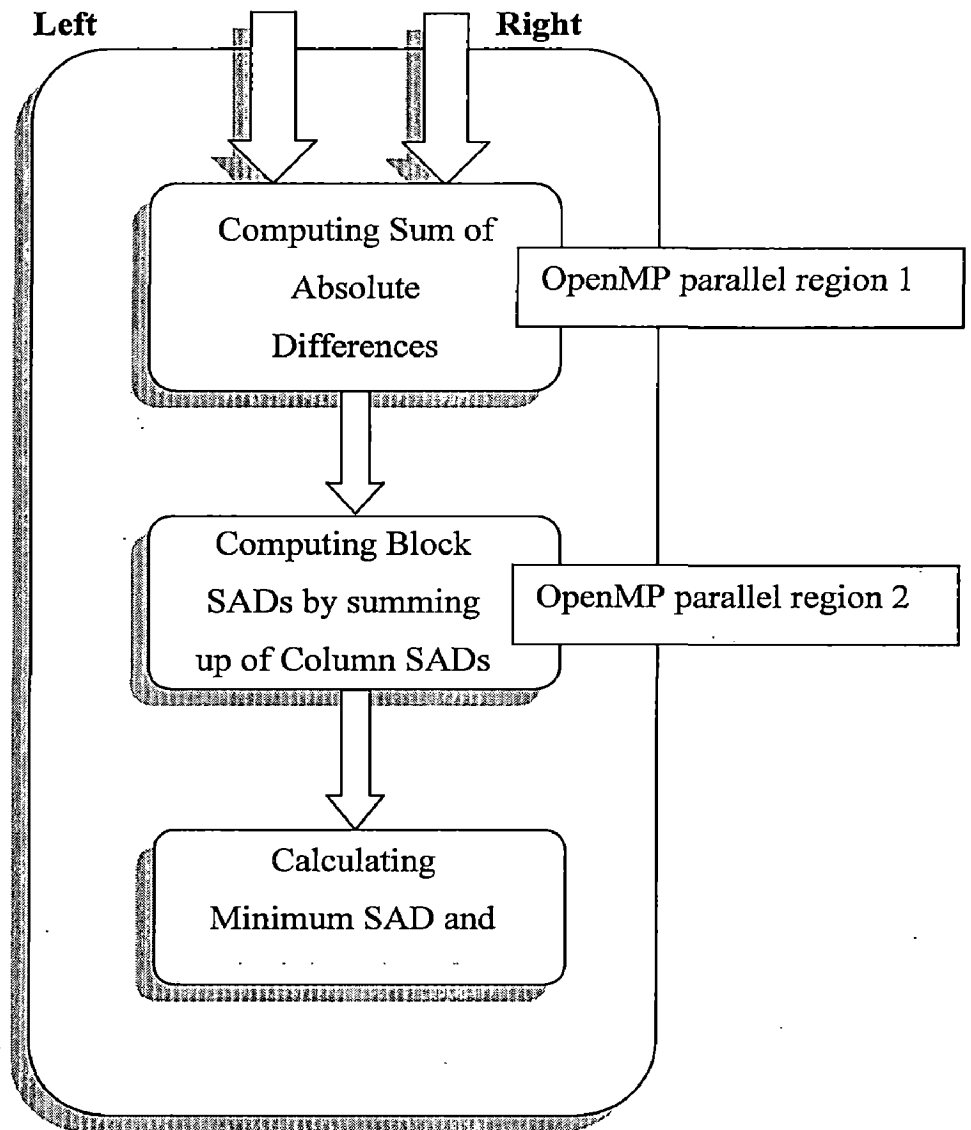 Left
Right
Computing Sum of
Absolute
Differences
OpenMP parallel region 1
Computing Block
SADs by summing
up of Column SADs
OpenMP parallel region 2
Calculating
Minimum SAD and